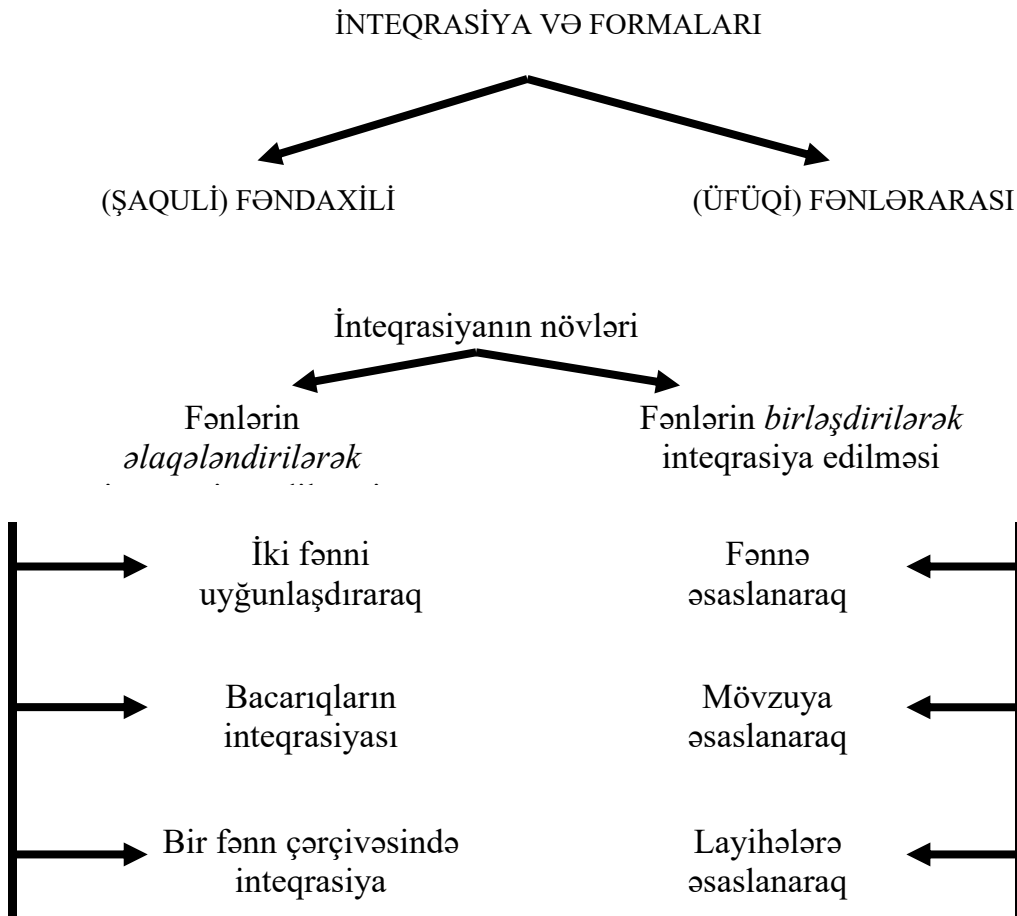 İNTEQRASİYA VƏ FORMALARI
(ŞAQULİ) FƏNDAXİLİ
(ÜFÜQİ) FƏNLƏRARASI
İnteqrasiyanın növləri
Fənlərin
əlaqələndirilərək
Fənlərin birləşdirilərək
inteqrasiya edilməsi
İki fənni
uyğunlaşdıraraq
Fənnə
əsaslanaraq
Bacarıqların
inteqrasiyası
Mövzuya
əsaslanaraq
Bir fənn çərçivəsində
inteqrasiya
Layihələrə
əsaslanaraq